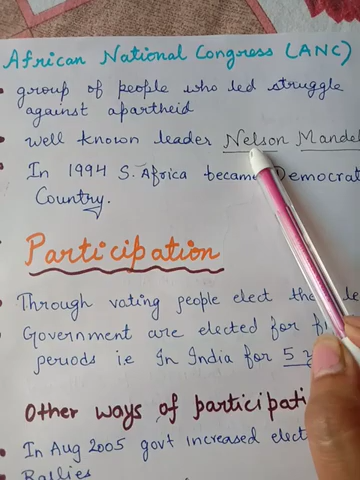 African National Congress (ANC)
group of people who led struggle
against apartheid
well known leader Nelson Mandel
In 1994 S. Africa became Democrat
Country.
Participation
Through voting people elect the
Government are elected for
periods i.e In India for 5
Other ways of participati
In Aug 2005 govt increased elect
Rallies